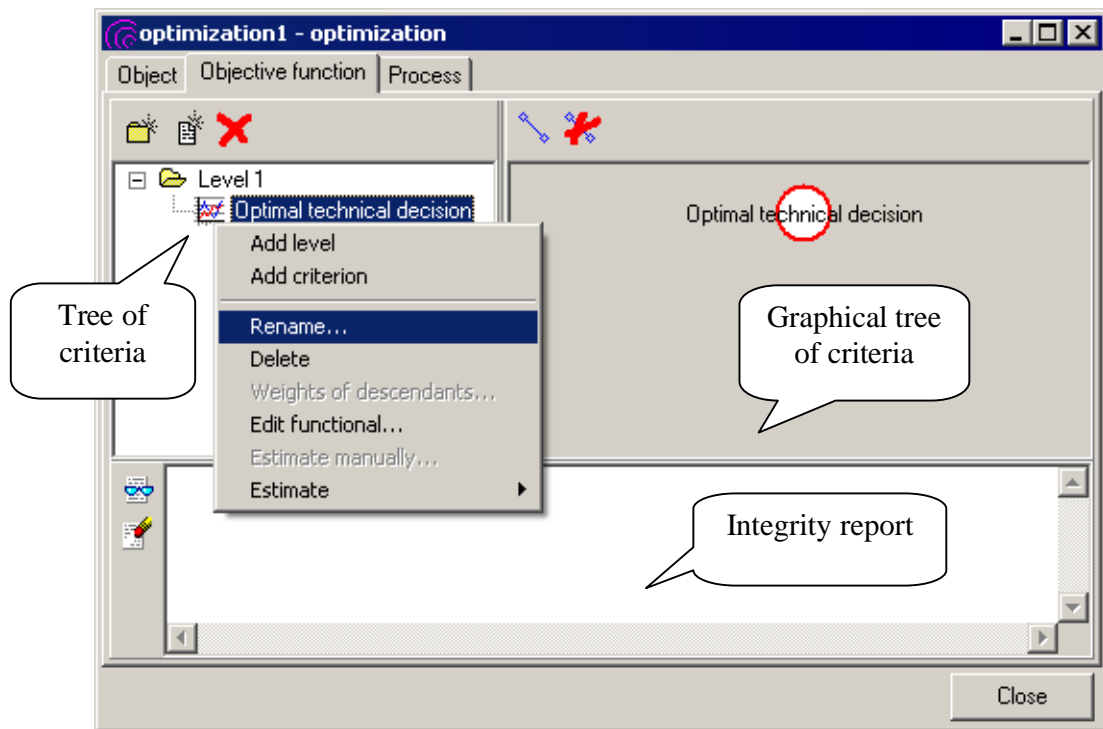 optimization1 - optimization
Object Objective function Process
Level 1
Optimal technical decision
Optimal technical decision
Add level
Add criterion
Rename...
Delete
Weights of descendants...
Edit functional...
Estimate manually...
Estimate
Tree of
criteria
Graphical tree
of criteria
Integrity report
Close